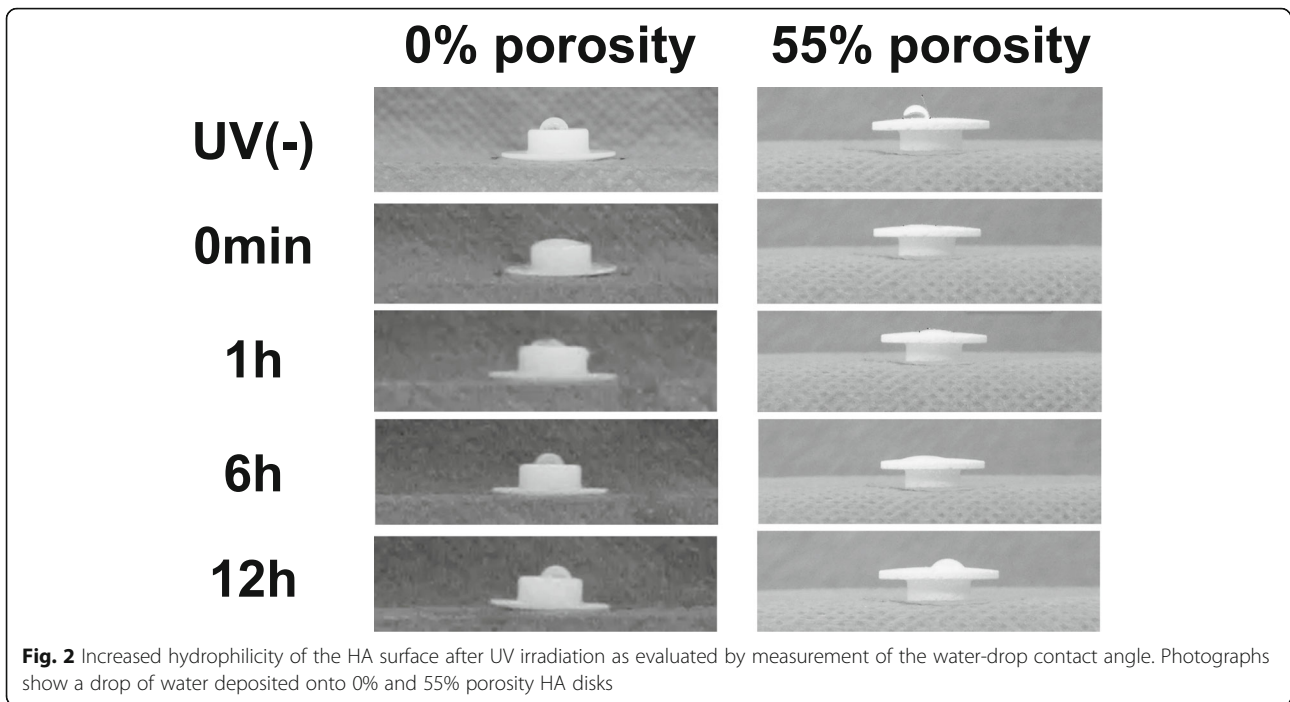 0% porosity 55% porosity
UV(-)
0min
1h
6h
12h
Fig. 2 Increased hydrophilicity of the HA surface after UV irradiation as evaluated by measurement of the water-drop contact angle. Photographs
show a drop of water deposited onto 0% and 55% porosity HA disks